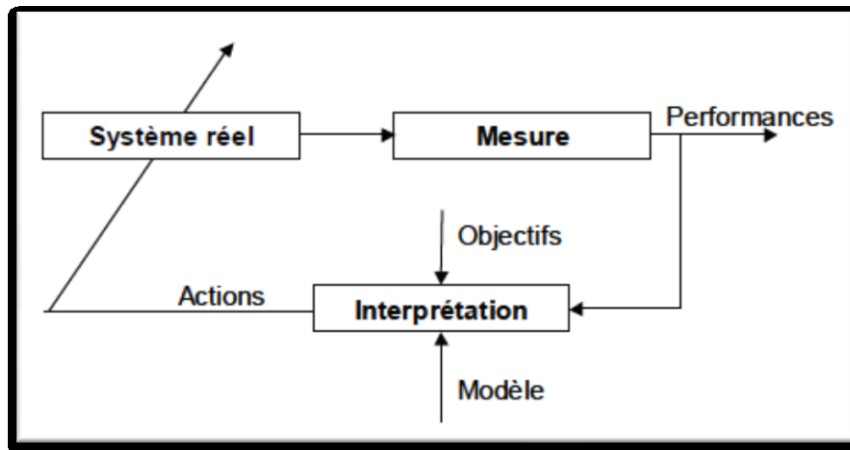 Système réel
Mesure
Performances
Objectifs
Actions
Interprétation
Modèle